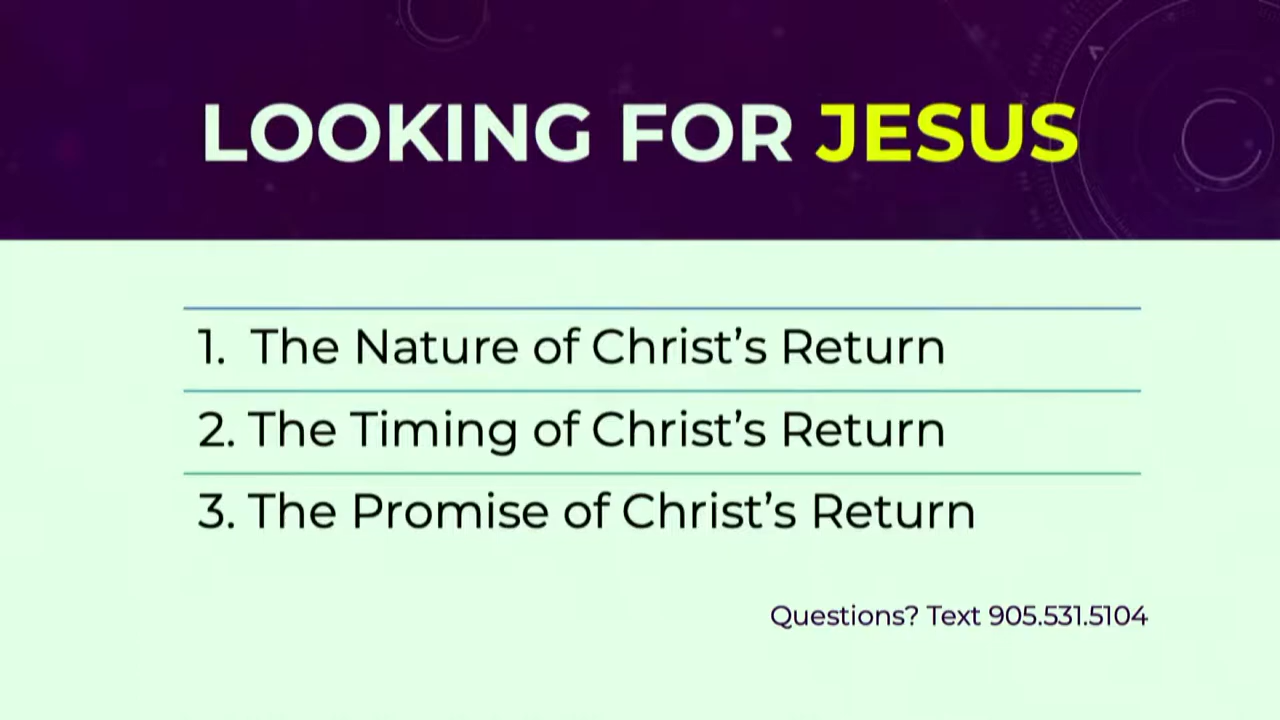 LOOKING FOR JESUS
1. The Nature of Christ’s Return
2. The Timing of Christ’s Return
3. The Promise of Christ’s Return
Questions? Text 905.531.5104